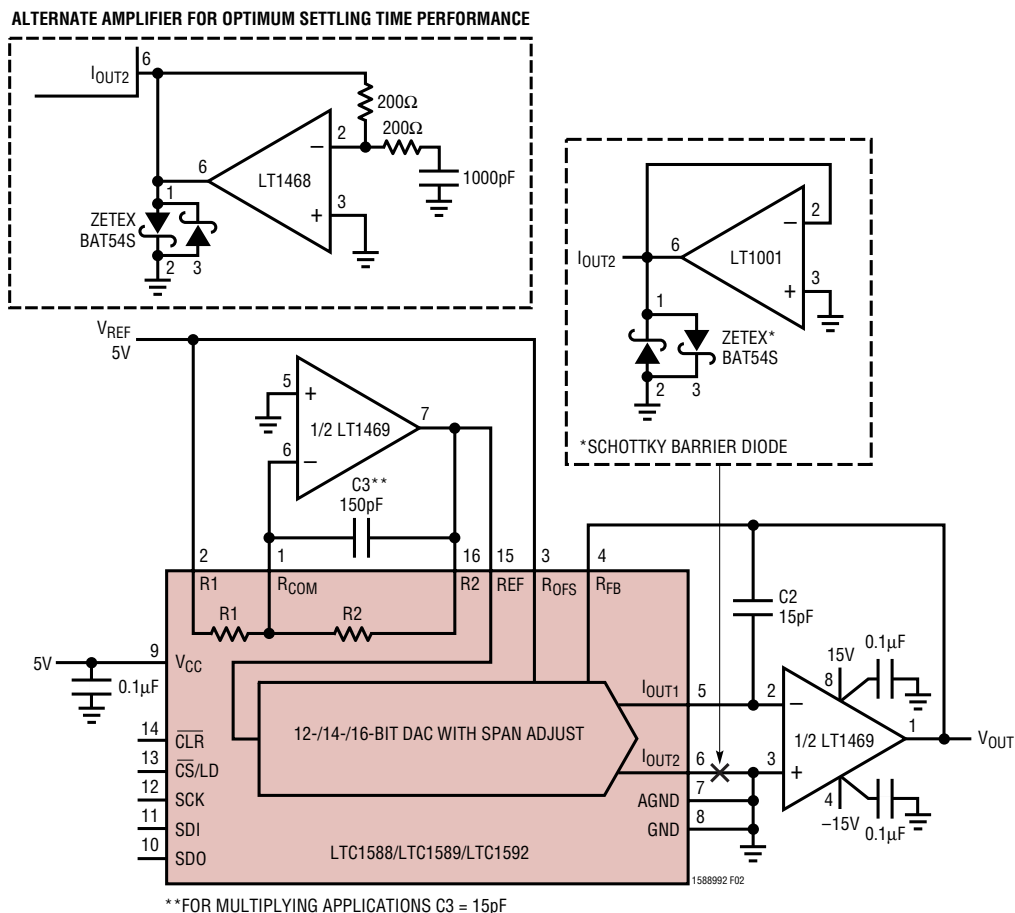 ALTERNATE AMPLIFIER FOR OPTIMUM SETTLING TIME PERFORMANCE
6
IOUT2
200Ω
200Ω
2
−
6
LT1468
1000pF
1
3
+
ZETEX
BAT54S
2 3
2
−
6
IOUT2
LT1001
3
+
1
ZETEX*
BAT54S
2 3
*SCHOTTKY BARRIER DIODE
VREF
5V
5
+
7
1/2 LT1469
6
−
C3**
150pF
2 1 16 15 3 4
R1 RCOM R2 REF ROFS RFB
R1 R2
C2
15pF
5V
9
VCC
0.1µF
15V
0.1µF
8
IOUT1 5
2
−
1
12-/14-/16-BIT DAC WITH SPAN ADJUST
1/2 LT1469
VOUT
14
CLR
IOUT2 6
3
+
13
CS/LD
7
AGND
4
−15V
0.1µF
12
SCK
8
GND
11
SDI
10
SDO
LTC1588/LTC1589/LTC1592
1588992 F02
**FOR MULTIPLYING APPLICATIONS C3 = 15pF